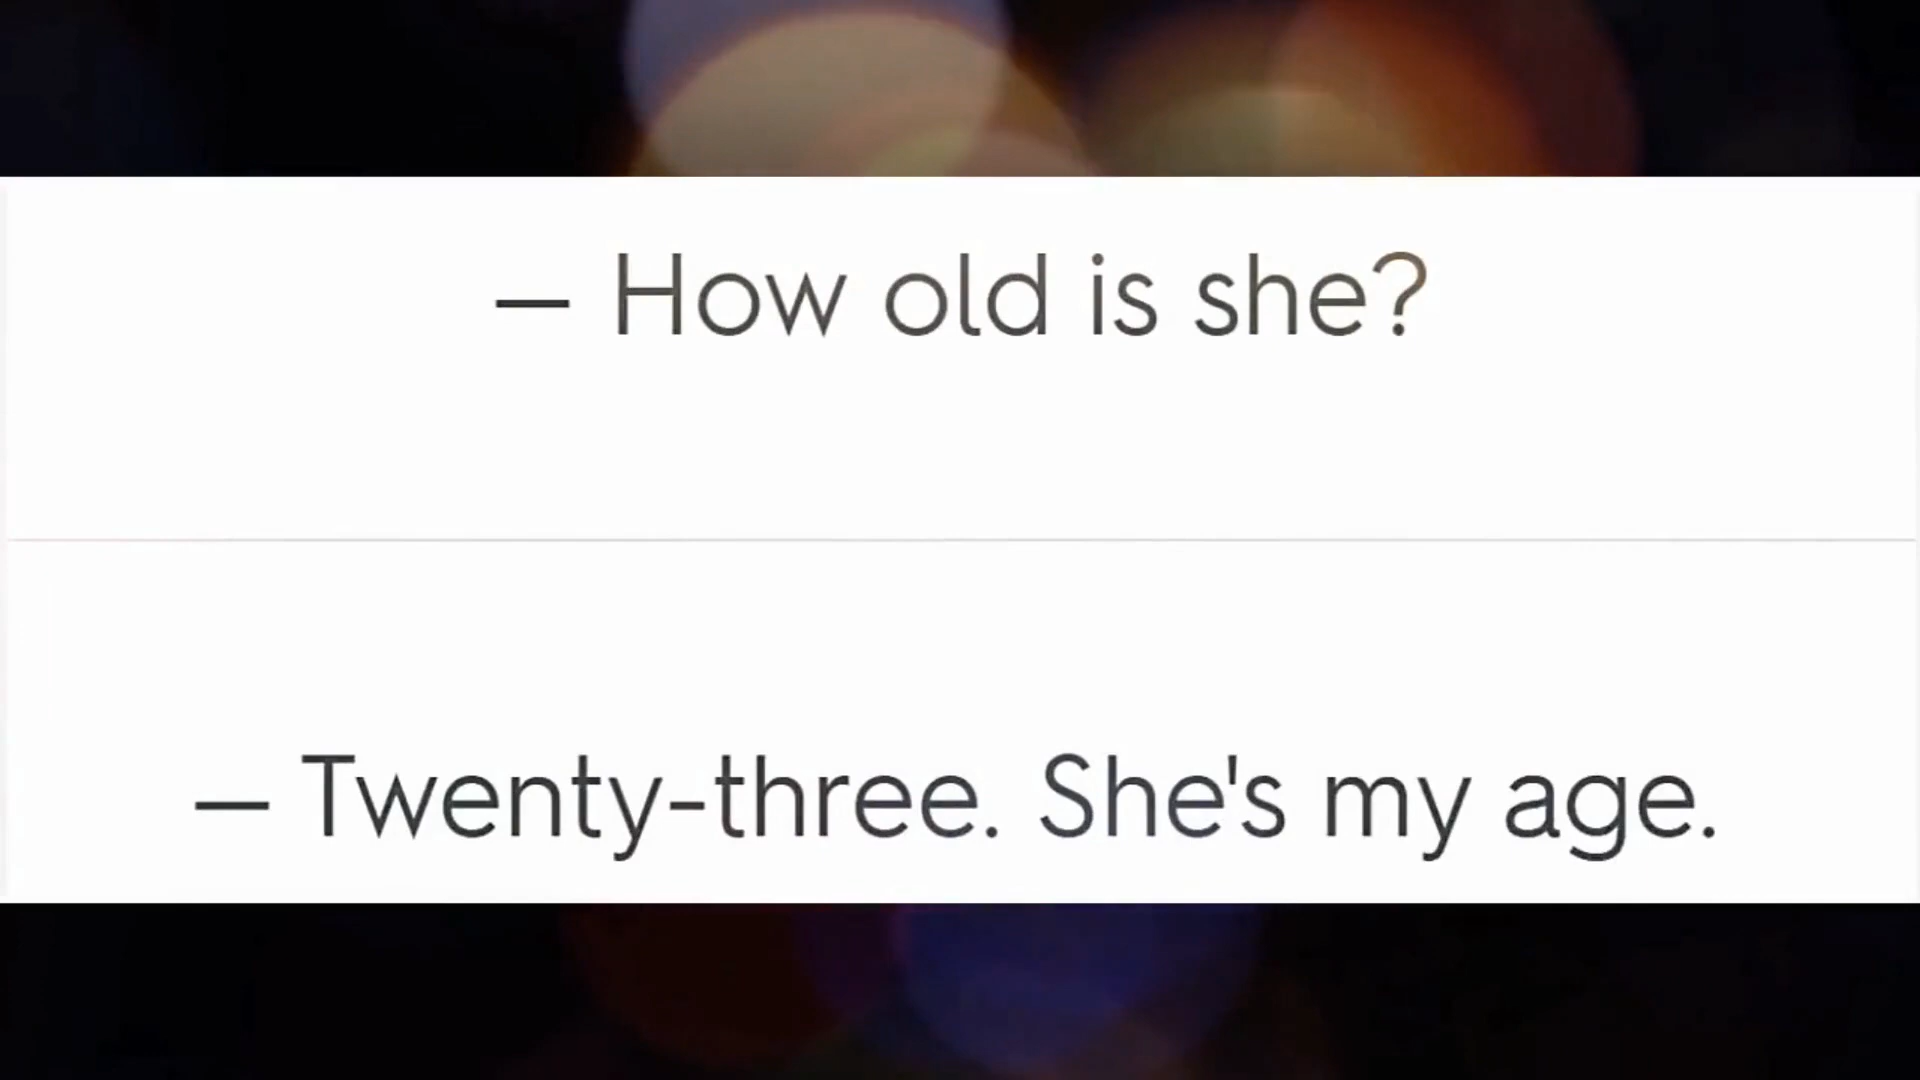 — How old is she?
— Twenty-three. She's my age.